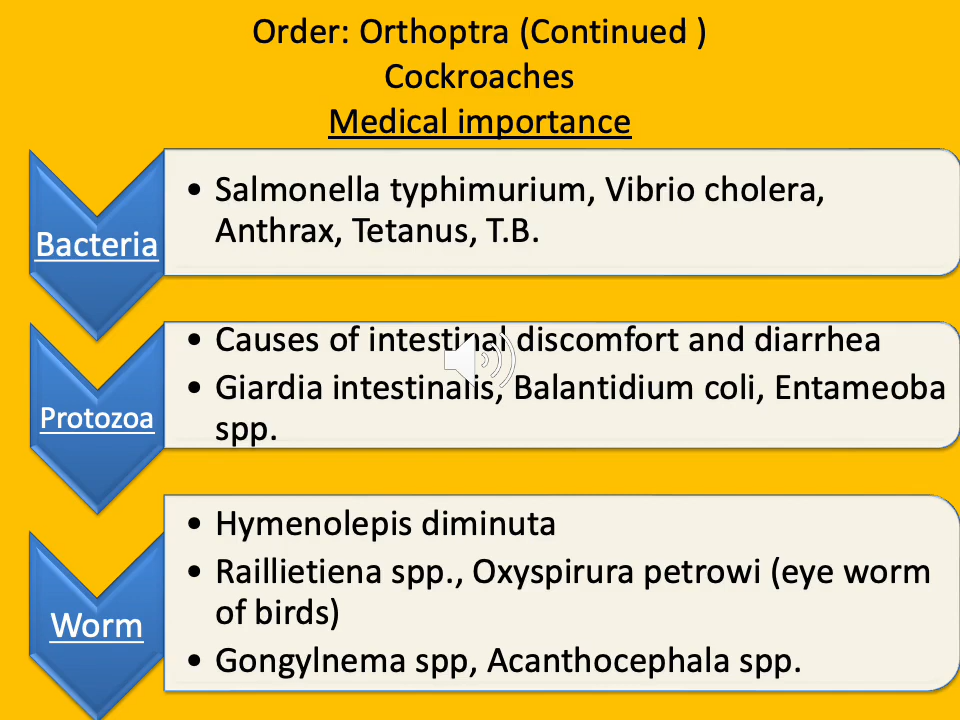 Order: Orthoptra (Continued )
Cockroaches
Medical importance
Bacteria
• Salmonella typhimurium, Vibrio cholera,
Anthrax, Tetanus, T.B.
Protozoa
• Causes of intestinal discomfort and diarrhea
• Giardia intestinalis, Balantidium coli, Entameoba
spp.
Worm
• Hymenolepis diminuta
• Raillietiena spp., Oxyspirura petrowi (eye worm
of birds)
• Gongylnema spp, Acanthocephala spp.